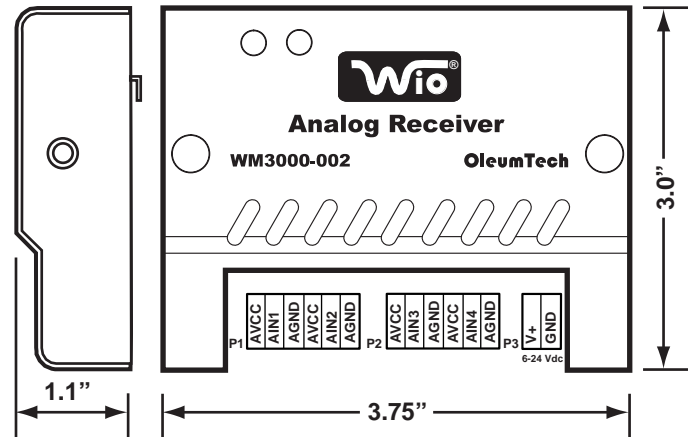 Wio®
Analog Receiver
WM3000-002 OleumTech
3.0”
P1 AVCC AIN1 AGND AVCC AIN2 AGND P2 AVCC AIN3 AGND AVCC AIN4 AGND P3 V+ GND
6-24 Vdc
1.1”
3.75”